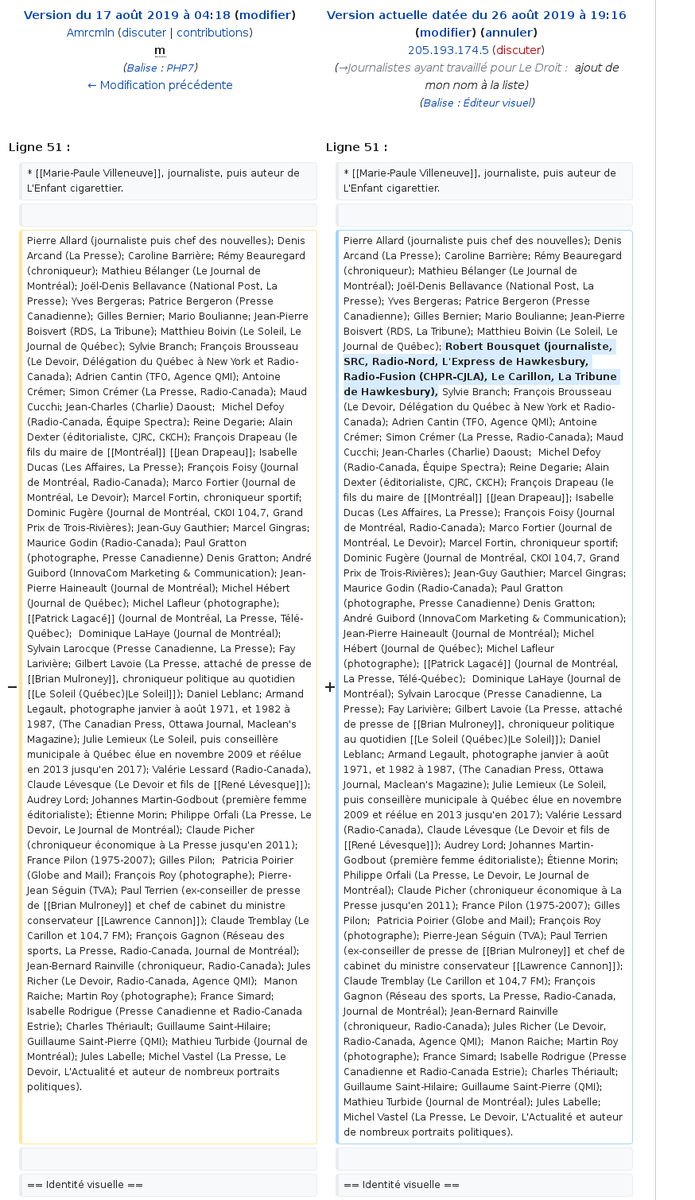 Version du 17 août 2019 à 04:18 (modifier)
Amrcmln (discuter | contributions)
m
(Balise : PHP7)
← Modification précédente
Version actuelle datée du 26 août 2019 à 19:16
(modifier) (annuler)
205.193.174.5 (discuter)
(→Journalistes ayant travaillé pour Le Droit : ajout de
mon nom à la liste)
(Balise : Éditeur visuel)
Ligne 51 :
* [[Marie-Paule Villeneuve]], journaliste, puis auteur de
L'Enfant cigarettier.
−
Pierre Allard (journaliste puis chef des nouvelles); Denis
Arcand (La Presse); Caroline Barrière; Rémy Beauregard
(chroniqueur); Mathieu Bélanger (Le Journal de
Montréal); Joël-Denis Bellavance (National Post, La
Presse); Yves Bergeras; Patrice Bergeron (Presse
Canadienne); Gilles Bernier; Mario Boulianne; Jean-Pierre
Boisvert (RDS, La Tribune); Matthieu Boivin (Le Soleil, Le
Journal de Québec); Sylvie Branch; François Brousseau
(Le Devoir, Délégation du Québec à New York et Radio-
Canada); Adrien Cantin (TFO, Agence QMI); Antoine
Crémer; Simon Crémer (La Presse, Radio-Canada); Maud
Cucchi; Jean-Charles (Charlie) Daoust;  Michel Defoy
(Radio-Canada, Équipe Spectra); Reine Degarie; Alain
Dexter (éditorialiste, CJRC, CKCH); François Drapeau (le
fils du maire de [[Montréal]] [[Jean Drapeau]]; Isabelle
Ducas (Les Affaires, La Presse); François Foisy (Journal
de Montréal, Radio-Canada); Marco Fortier (Journal de
Montréal, Le Devoir); Marcel Fortin, chroniqueur sportif;
Dominic Fugère (Journal de Montréal, CKOI 104,7, Grand
Prix de Trois-Rivières); Jean-Guy Gauthier; Marcel Gingras;
Maurice Godin (Radio-Canada); Paul Gratton
(photographe, Presse Canadienne) Denis Gratton; André
Guibord (InnovaCom Marketing & Communication); Jean-
Pierre Haineault (Journal de Montréal); Michel Hébert
(Journal de Québec); Michel Lafleur (photographe);
[[Patrick Lagacé]] (Journal de Montréal, La Presse, Télé-
Québec);  Dominique LaHaye (Journal de Montréal);
Sylvain Larocque (Presse Canadienne, La Presse); Fay
Larivière; Gilbert Lavoie (La Presse, attaché de presse de
[[Brian Mulroney]], chroniqueur politique au quotidien
[[Le Soleil (Québec)|Le Soleil]]); Daniel Leblanc; Armand
Legault, photographe janvier à août 1971, et 1982 à
1987, (The Canadian Press, Ottawa Journal, Maclean's
Magazine); Julie Lemieux (Le Soleil, puis conseillère
municipale à Québec élue en novembre 2009 et réélue
en 2013 jusqu'en 2017); Valérie Lessard (Radio-Canada),
Claude Lévesque (Le Devoir et fils de [[René Lévesque]]);
Audrey Lord; Johannes Martin-Godbout (première femme
éditorialiste); Étienne Morin; Philippe Orfali (La Presse, Le
Devoir, Le Journal de Montréal); Claude Picher
(chroniqueur économique à La Presse jusqu'en 2011);
France Pilon (1975-2007); Gilles Pilon;  Patricia Poirier
(Globe and Mail); François Roy (photographe); Pierre-
Jean Séguin (TVA); Paul Terrien (ex-conseiller de presse
de [[Brian Mulroney]] et chef de cabinet du ministre
conservateur [[Lawrence Cannon]]); Claude Tremblay (Le
Carillon et 104,7 FM); François Gagnon (Réseau des
sports, La Presse, Radio-Canada, Journal de Montréal);
Jean-Bernard Rainville (chroniqueur, Radio-Canada); Jules
Richer (Le Devoir, Radio-Canada, Agence QMI);  Manon
Raiche; Martin Roy (photographe); France Simard;
Isabelle Rodrigue (Presse Canadienne et Radio-Canada
Estrie); Charles Thériault; Guillaume Saint-Hilaire;
Guillaume Saint-Pierre (QMI); Mathieu Turbide (Journal de
Montréal); Jules Labelle; Michel Vastel (La Presse, Le
Devoir, L'Actualité et auteur de nombreux portraits
politiques).
== Identité visuelle ==
Ligne 51 :
* [[Marie-Paule Villeneuve]], journaliste, puis auteur de
L'Enfant cigarettier.
+
Pierre Allard (journaliste puis chef des nouvelles); Denis
Arcand (La Presse); Caroline Barrière; Rémy Beauregard
(chroniqueur); Mathieu Bélanger (Le Journal de
Montréal); Joël-Denis Bellavance (National Post, La
Presse); Yves Bergeras; Patrice Bergeron (Presse
Canadienne); Gilles Bernier; Mario Boulianne; Jean-Pierre
Boisvert (RDS, La Tribune); Matthieu Boivin (Le Soleil, Le
Journal de Québec); Robert Bousquet (journaliste,
SRC, Radio-Nord, L'Express de Hawkesbury,
Radio-Fusion (CHPR-CJLA), Le Carillon, La Tribune
de Hawkesbury), Sylvie Branch; François Brousseau
(Le Devoir, Délégation du Québec à New York et Radio-
Canada); Adrien Cantin (TFO, Agence QMI); Antoine
Crémer; Simon Crémer (La Presse, Radio-Canada); Maud
Cucchi; Jean-Charles (Charlie) Daoust;  Michel Defoy
(Radio-Canada, Équipe Spectra); Reine Degarie; Alain
Dexter (éditorialiste, CJRC, CKCH); François Drapeau (le
fils du maire de [[Montréal]] [[Jean Drapeau]]; Isabelle
Ducas (Les Affaires, La Presse); François Foisy (Journal
de Montréal, Radio-Canada); Marco Fortier (Journal de
Montréal, Le Devoir); Marcel Fortin, chroniqueur sportif;
Dominic Fugère (Journal de Montréal, CKOI 104,7, Grand
Prix de Trois-Rivières); Jean-Guy Gauthier; Marcel Gingras;
Maurice Godin (Radio-Canada); Paul Gratton
(photographe, Presse Canadienne) Denis Gratton;
André Guibord (InnovaCom Marketing & Communication);
Jean-Pierre Haineault (Journal de Montréal); Michel
Hébert (Journal de Québec); Michel Lafleur
(photographe); [[Patrick Lagacé]] (Journal de Montréal,
La Presse, Télé-Québec);  Dominique LaHaye (Journal de
Montréal); Sylvain Larocque (Presse Canadienne, La
Presse); Fay Larivière; Gilbert Lavoie (La Presse, attaché
de presse de [[Brian Mulroney]], chroniqueur politique
au quotidien [[Le Soleil (Québec)|Le Soleil]]); Daniel
Leblanc; Armand Legault, photographe janvier à août
1971, et 1982 à 1987, (The Canadian Press, Ottawa
Journal, Maclean's Magazine); Julie Lemieux (Le Soleil,
puis conseillère municipale à Québec élue en novembre
2009 et réélue en 2013 jusqu'en 2017); Valérie Lessard
(Radio-Canada), Claude Lévesque (Le Devoir et fils de
[[René Lévesque]]); Audrey Lord; Johannes Martin-
Godbout (première femme éditorialiste); Étienne Morin;
Philippe Orfali (La Presse, Le Devoir, Le Journal de
Montréal); Claude Picher (chroniqueur économique à La
Presse jusqu'en 2011); France Pilon (1975-2007); Gilles
Pilon;  Patricia Poirier (Globe and Mail); François Roy
(photographe); Pierre-Jean Séguin (TVA); Paul Terrien
(ex-conseiller de presse de [[Brian Mulroney]] et chef de
cabinet du ministre conservateur [[Lawrence Cannon]]);
Claude Tremblay (Le Carillon et 104,7 FM); François
Gagnon (Réseau des sports, La Presse, Radio-Canada,
Journal de Montréal); Jean-Bernard Rainville
(chroniqueur, Radio-Canada); Jules Richer (Le Devoir,
Radio-Canada, Agence QMI);  Manon Raiche; Martin Roy
(photographe); France Simard; Isabelle Rodrigue (Presse
Canadienne et Radio-Canada Estrie); Charles Thériault;
Guillaume Saint-Hilaire; Guillaume Saint-Pierre (QMI);
Mathieu Turbide (Journal de Montréal); Jules Labelle;
Michel Vastel (La Presse, Le Devoir, L'Actualité et auteur
de nombreux portraits politiques).
== Identité visuelle ==